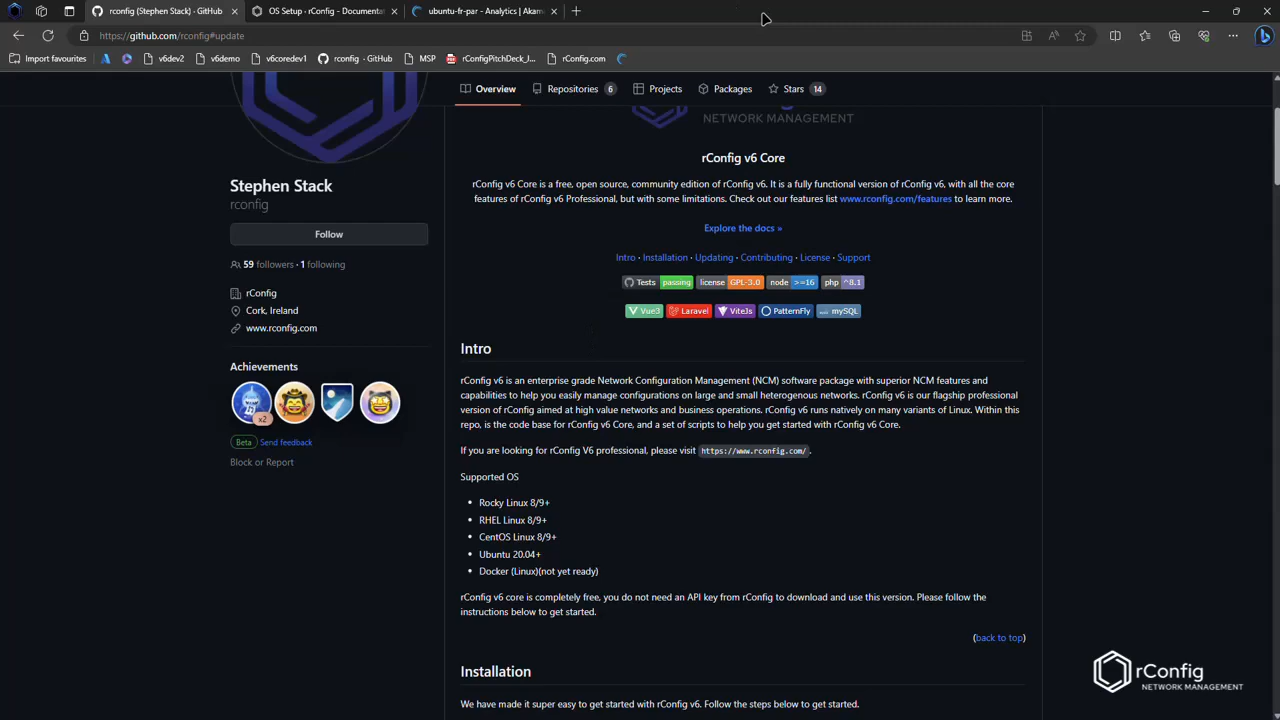 rconfig (Stephen Stack) · GitHub
OS Setup · rConfig - Documentat
ubuntu-fr-par - Analytics | Akam
https://github.com/rconfig#update
Import favourites
v6dev2
v6demo
v6coredev1
rconfig · GitHub
MSP
rConfigPitchDeck_J...
rConfig.com
Overview
Repositories 6
Projects
Packages
Stars 14
NETWORK MANAGEMENT
rConfig v6 Core
rConfig v6 Core is a free, open source, community edition of rConfig v6. It is a fully functional version of rConfig v6, with all the core
features of rConfig v6 Professional, but with some limitations. Check out our features list www.rconfig.com/features to learn more.
Explore the docs »
Intro · Installation · Updating · Contributing · License · Support
Tests passing license GPL-3.0 node >=16 php ^8.1
Vue3 Laravel ViteJs PatternFly mySQL
Stephen Stack
rconfig
Follow
59 followers · 1 following
rConfig
Cork, Ireland
www.rconfig.com
Achievements
x2
Beta Send feedback
Block or Report
Intro
rConfig v6 is an enterprise grade Network Configuration Management (NCM) software package with superior NCM features and
capabilities to help you easily manage configurations on large and small heterogenous networks. rConfig v6 is our flagship professional
version of rConfig aimed at high value networks and business operations. rConfig v6 runs natively on many variants of Linux. Within this
repo, is the code base for rConfig v6 Core, and a set of scripts to help you get started with rConfig v6 Core.
If you are looking for rConfig V6 professional, please visit https://www.rconfig.com/.
Supported OS
• Rocky Linux 8/9+
• RHEL Linux 8/9+
• CentOS Linux 8/9+
• Ubuntu 20.04+
• Docker (Linux)(not yet ready)
rConfig v6 core is completely free, you do not need an API key from rConfig to download and use this version. Please follow the
instructions below to get started.
(back to top)
Installation
We have made it super easy to get started with rConfig v6. Follow the steps below to get started.
rConfig
NETWORK MANAGEMENT